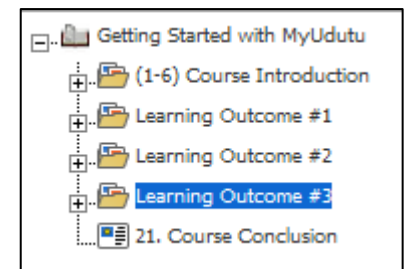 Getting Started with MyUdutu
(1-6) Course Introduction
Learning Outcome #1
Learning Outcome #2
Learning Outcome #3
21. Course Conclusion